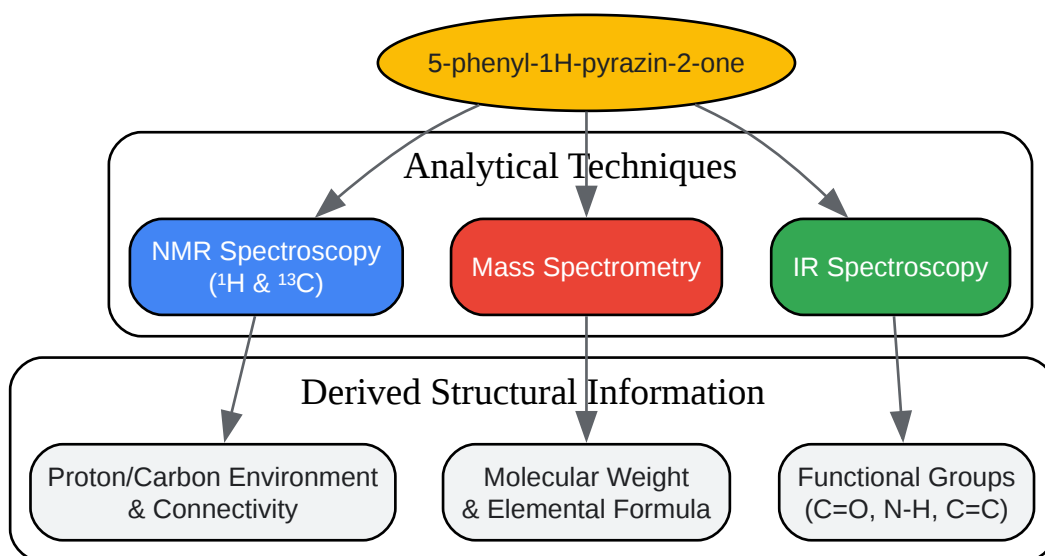 5-phenyl-1H-pyrazin-2-one
Analytical Techniques
NMR Spectroscopy
(¹H & ¹³C)
Mass Spectrometry
IR Spectroscopy
Derived Structural Information
Proton/Carbon Environment
& Connectivity
Molecular Weight
& Elemental Formula
Functional Groups
(C=O, N-H, C=C)